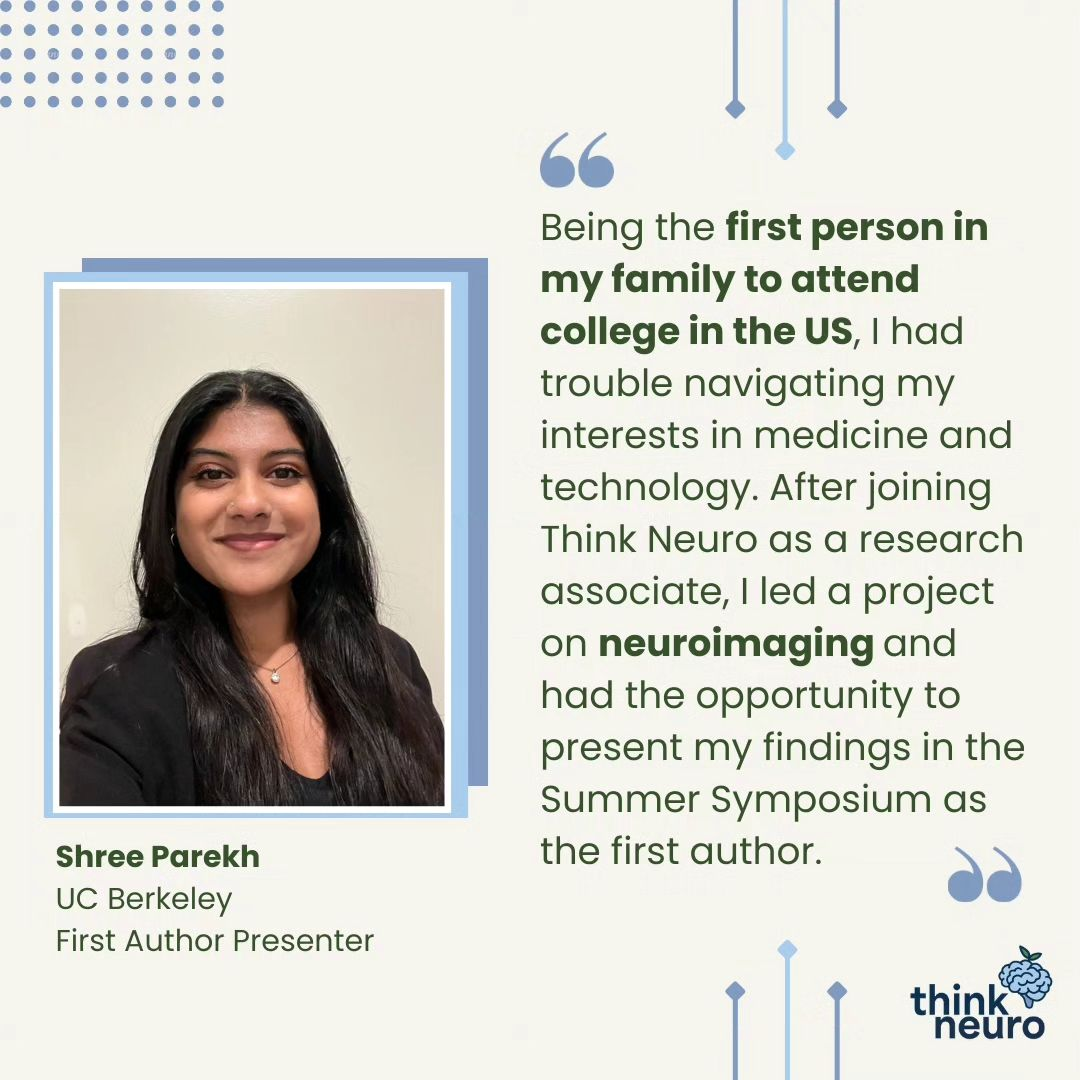 Being the first person in
my family to attend
college in the US, I had
trouble navigating my
interests in medicine and
technology. After joining
Think Neuro as a research
associate, I led a project
on neuroimaging and
had the opportunity to
present my findings in the
Summer Symposium as
the first author.
Shree Parekh
UC Berkeley
First Author Presenter
think
neuro